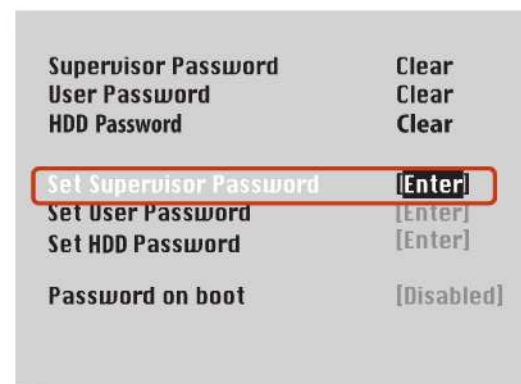 Supervisor Password Clear
User Password Clear
HDD Password Clear
Set Supervisor Password [Enter]
Set User Password [Enter]
Set HDD Password [Enter]
Password on boot [Disabled]